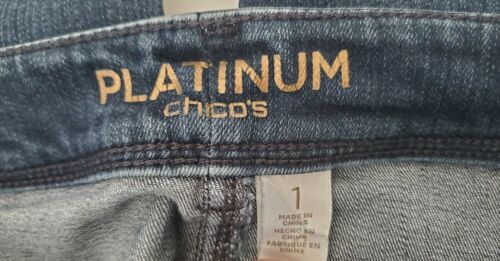 PLATINUM
chico's
1
MADE IN
CHINA
HECHO EN
CHINA
FABRIQUÉ EN
CHINE